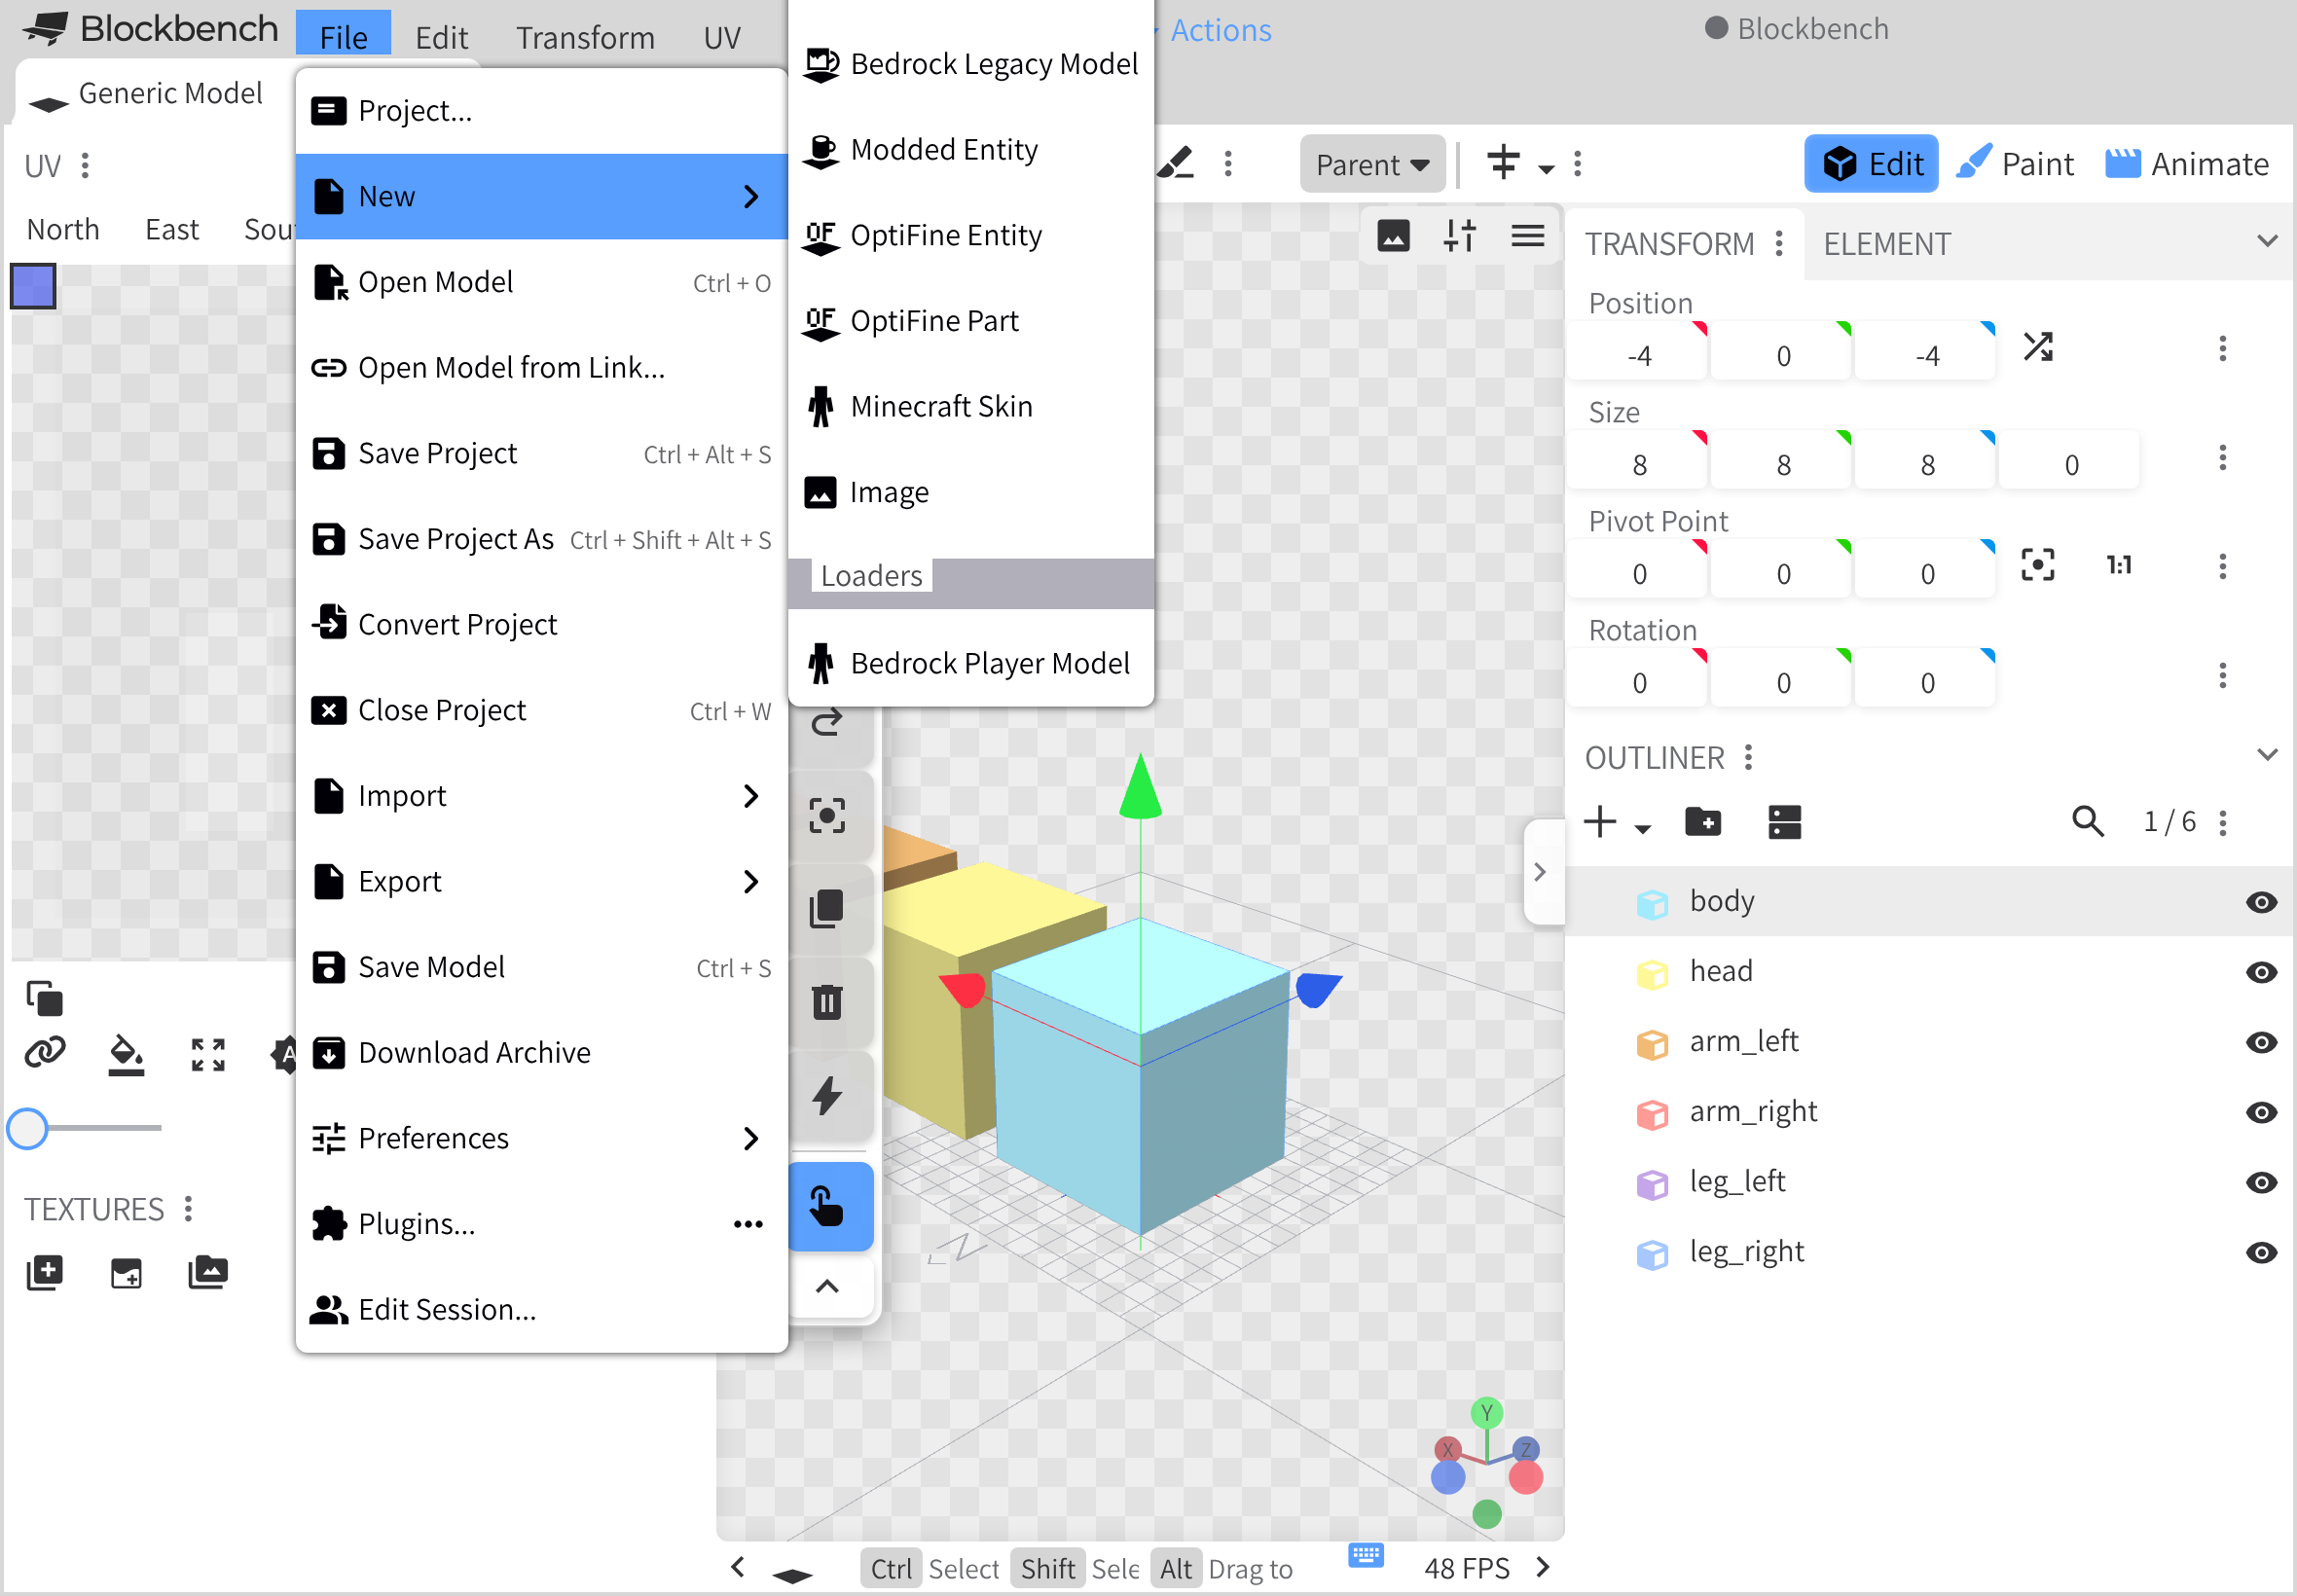 Blockbench
File
Edit
Transform
UV
Actions
Blockbench
Generic Model
UV
North
East
Sou
Project...
New
Open Model Ctrl + O
Open Model from Link...
Save Project Ctrl + Alt + S
Save Project As Ctrl + Shift + Alt + S
Convert Project
Close Project Ctrl + W
Import
Export
Save Model Ctrl + S
Download Archive
Preferences
Plugins...
Edit Session...
Bedrock Legacy Model
Modded Entity
OptiFine Entity
OptiFine Part
Minecraft Skin
Image
Loaders
Bedrock Player Model
TEXTURES
Parent
Edit
Paint
Animate
TRANSFORM
ELEMENT
Position
-4 0 -4
Size
8 8 8 0
Pivot Point
0 0 0 1:1
Rotation
0 0 0
OUTLINER
1 / 6
body
head
arm_left
arm_right
leg_left
leg_right
Y
X
Z
Ctrl Select Shift Sele Alt Drag to
48 FPS